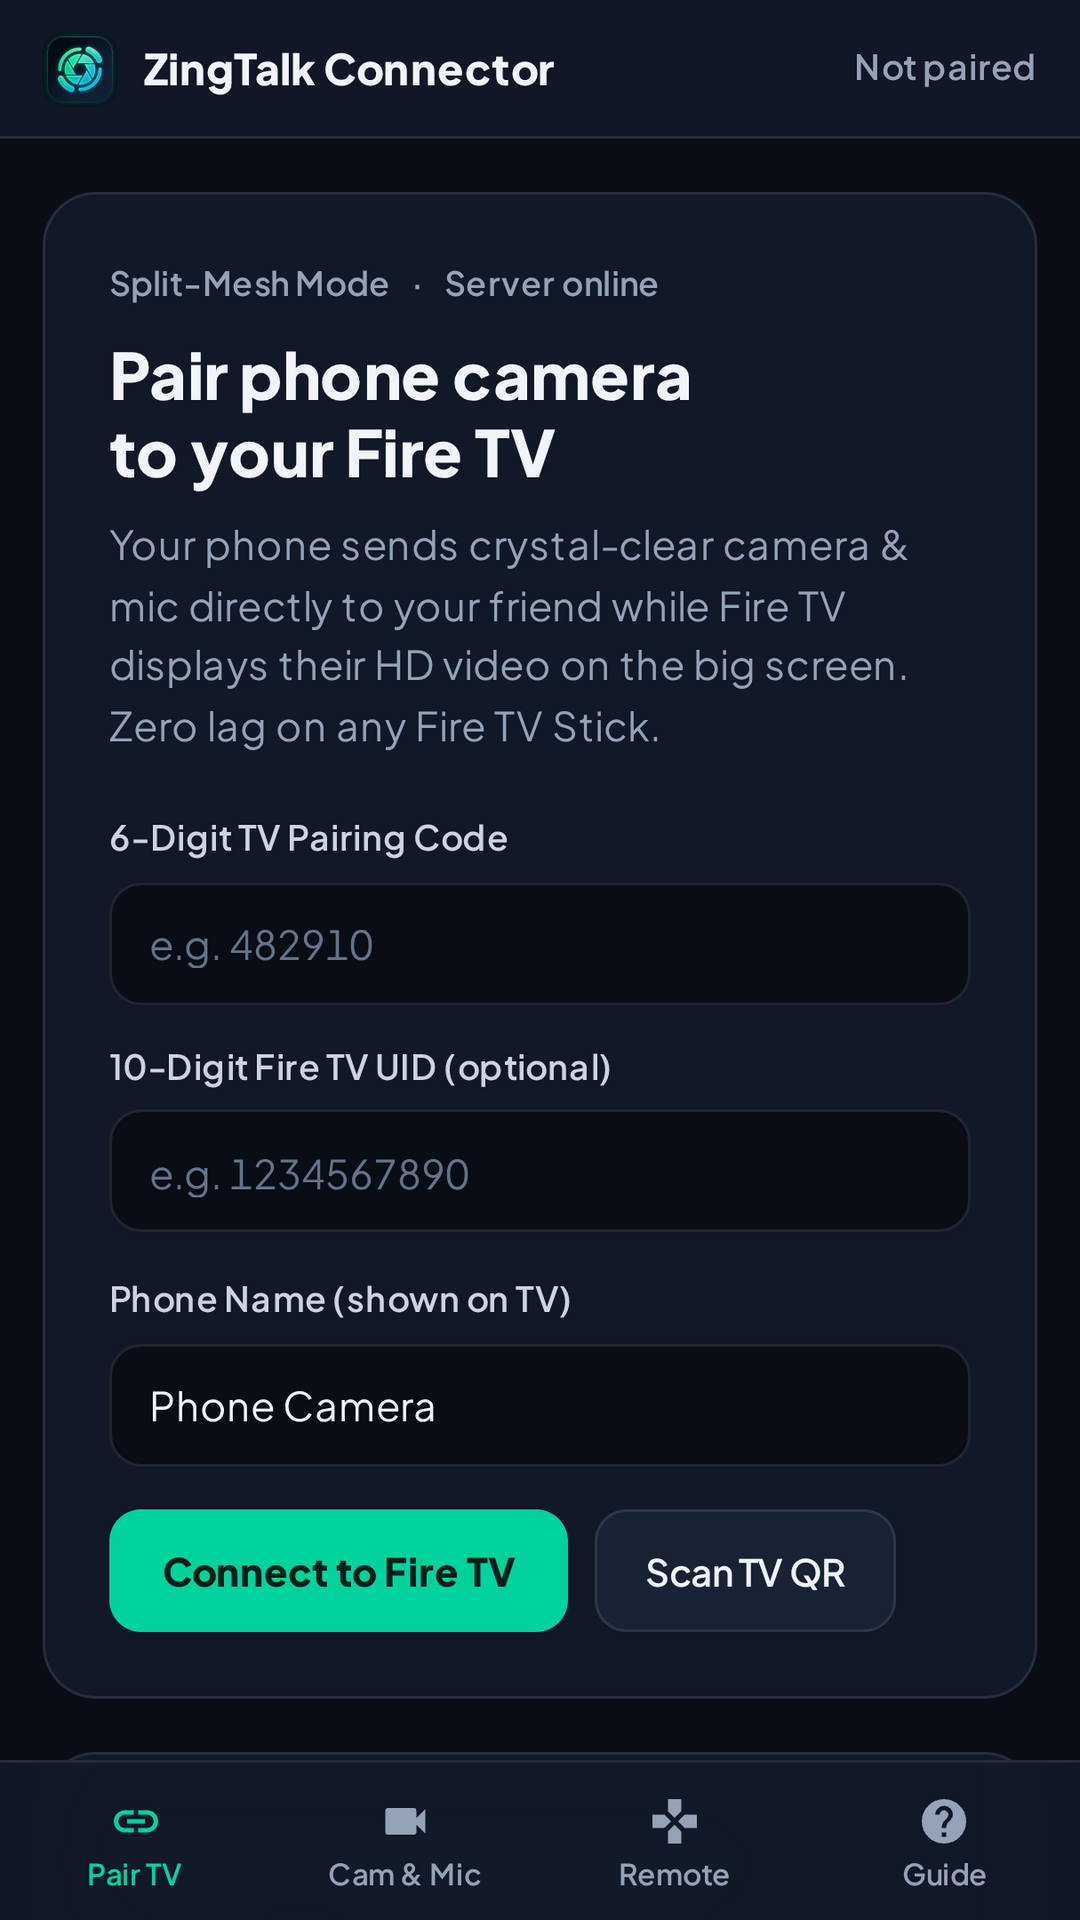 ZingTalk Connector
Not paired
Split-Mesh Mode · Server online
Pair phone camera
to your Fire TV
Your phone sends crystal-clear camera &
mic directly to your friend while Fire TV
displays their HD video on the big screen.
Zero lag on any Fire TV Stick.
6-Digit TV Pairing Code
e.g. 482910
10-Digit Fire TV UID (optional)
e.g. 1234567890
Phone Name (shown on TV)
Phone Camera
Connect to Fire TV
Scan TV QR
Pair TV
Cam & Mic
Remote
Guide